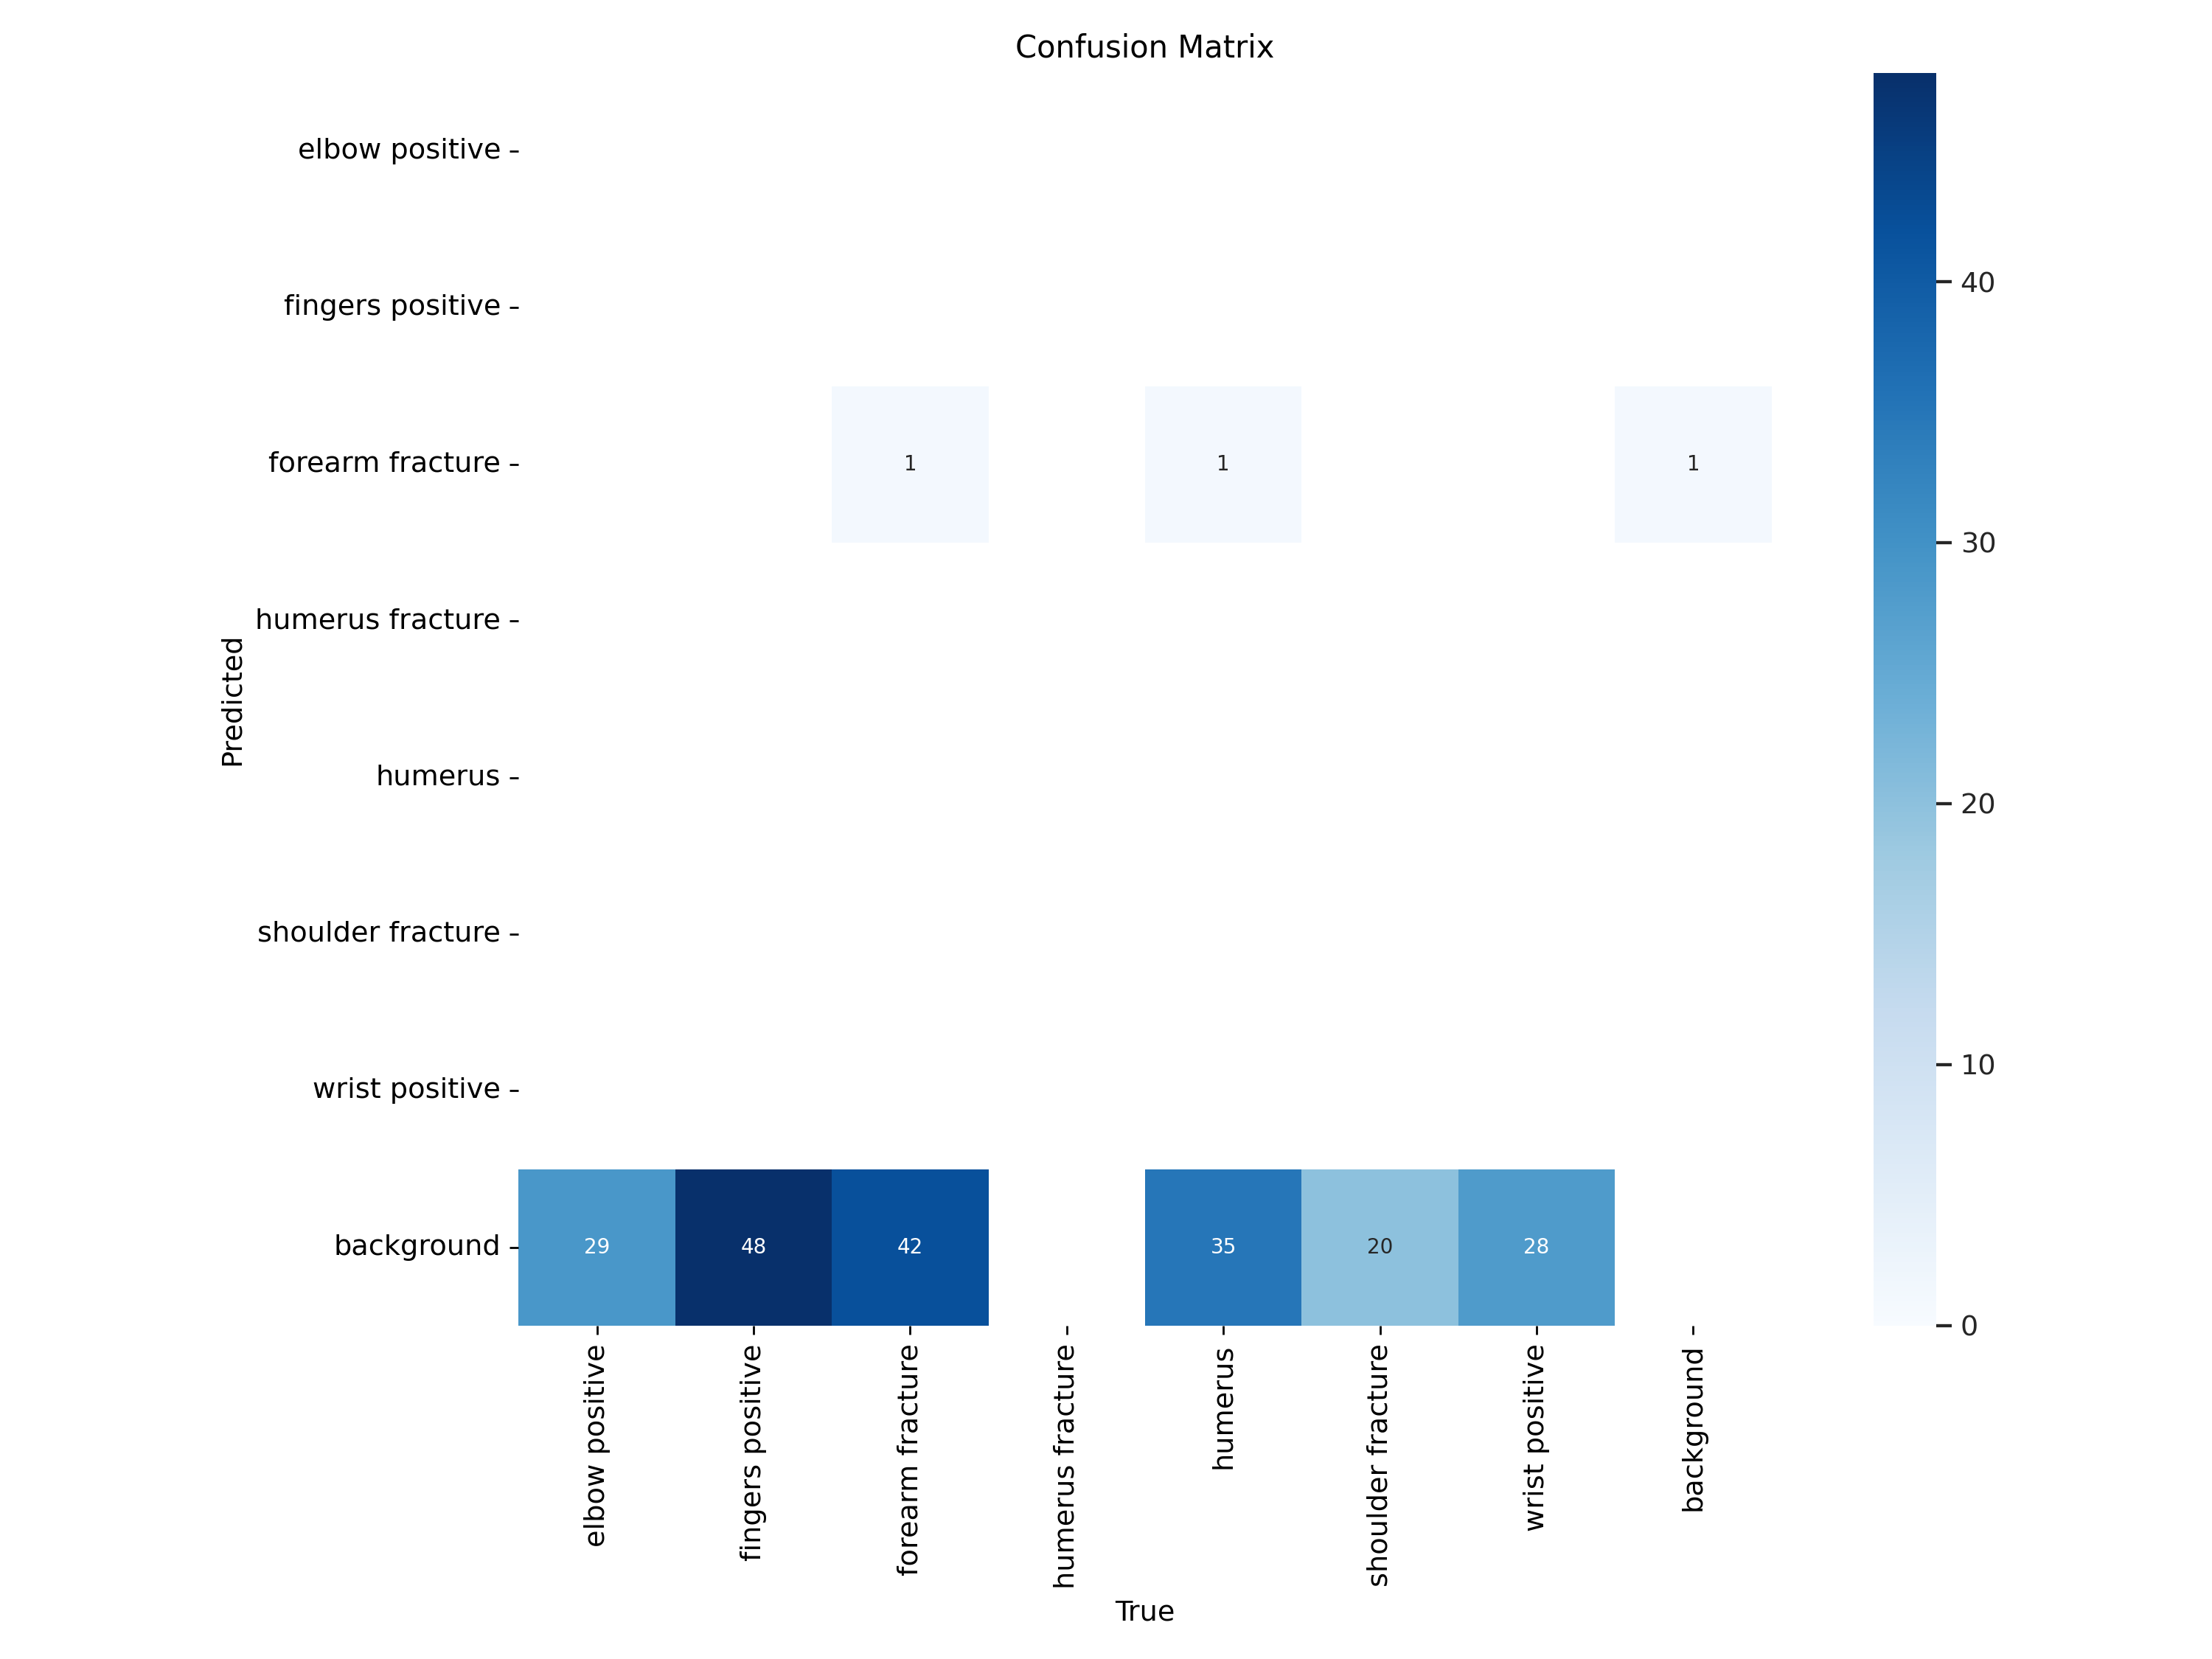 Confusion Matrix
elbow positive
fingers positive
forearm fracture
1 1 1
humerus fracture
humerus
shoulder fracture
wrist positive
background
29 48 42 35 20 28
Predicted
elbow positive
fingers positive
forearm fracture
humerus fracture
humerus
shoulder fracture
wrist positive
background
True
40
30
20
10
0